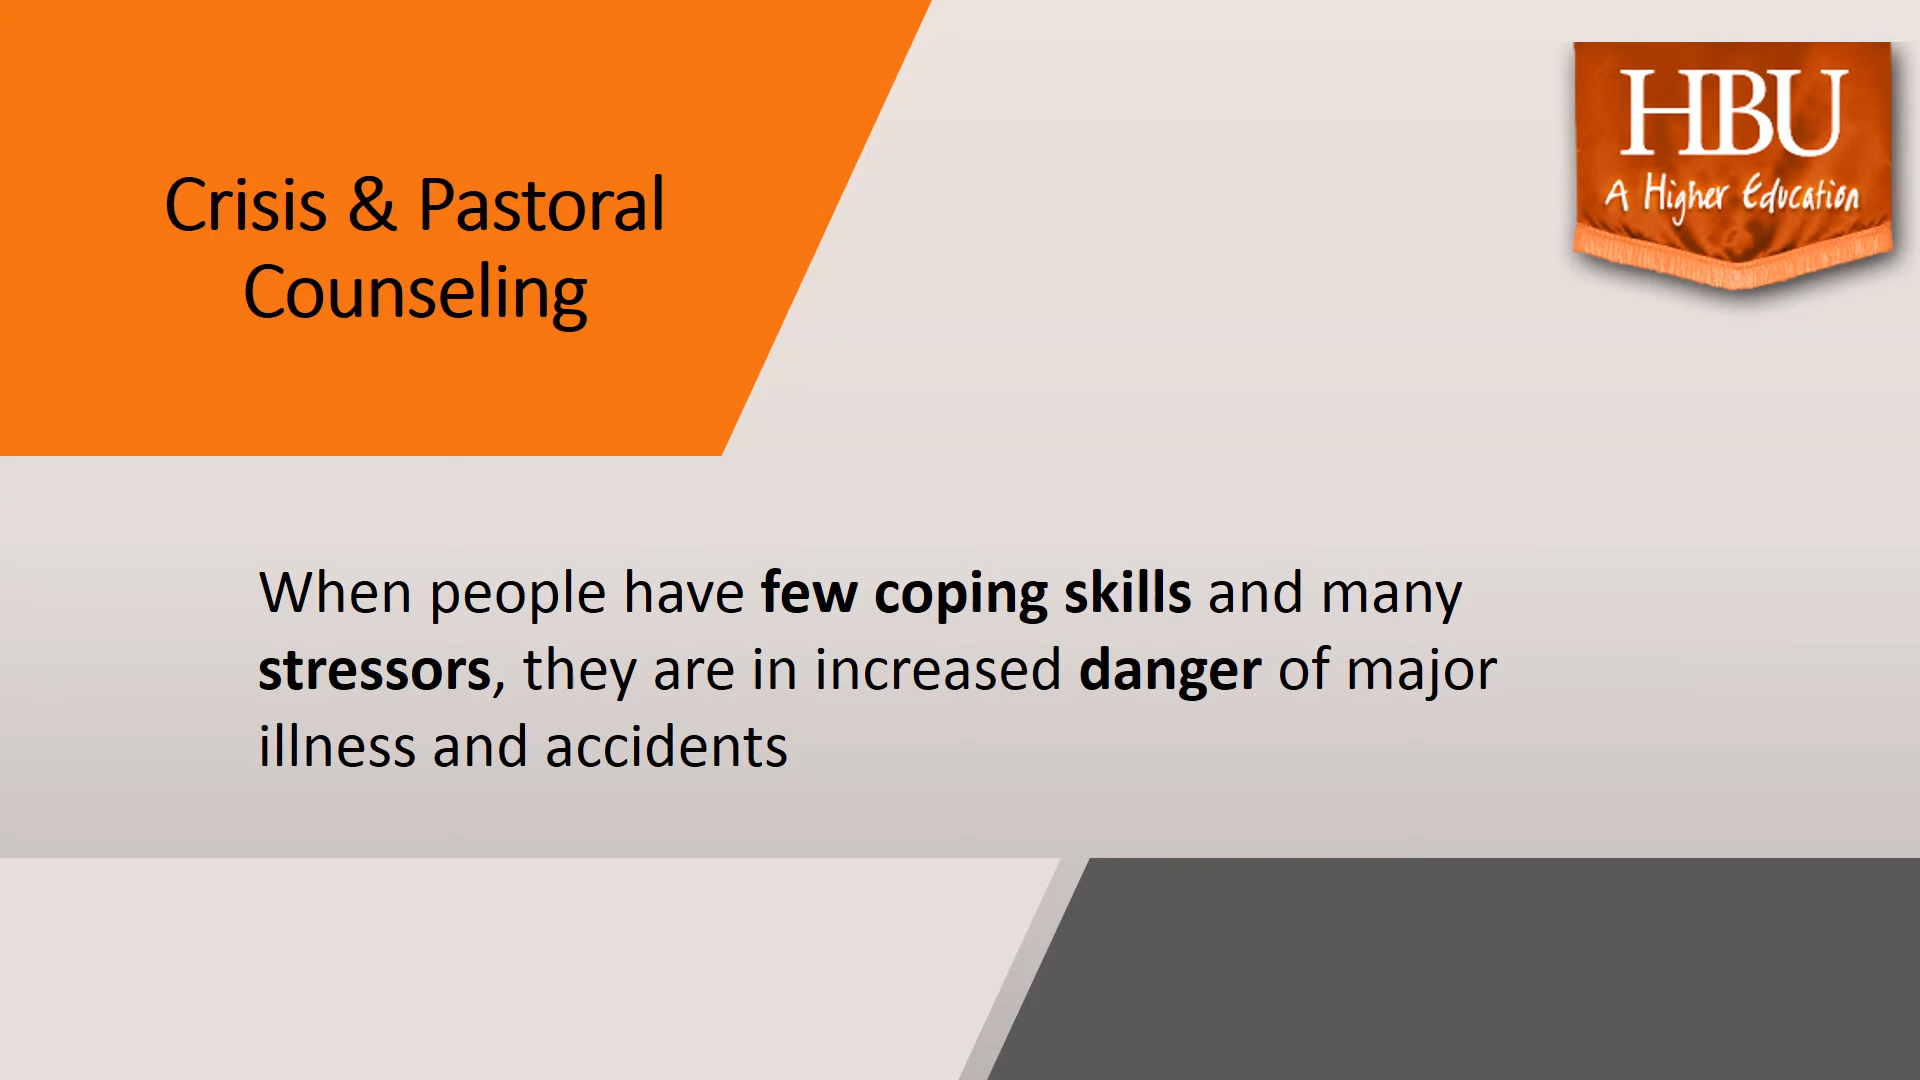 Crisis & Pastoral
Counseling
HBU
A Higher Education
When people have few coping skills and many
stressors, they are in increased danger of major
illness and accidents